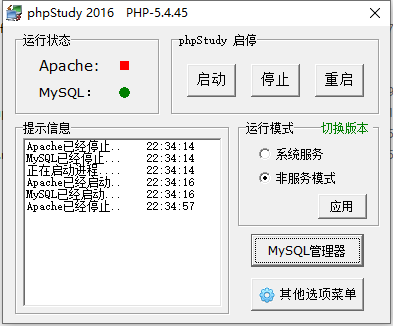 phpStudy 2016 PHP-5.4.45
运行状态
Apache:
MySQL:
phpStudy 启停
启动 停止 重启
提示信息
Apache已经停止.. 22:34:14
MySQL已经停止... 22:34:14
正在启动进程.... 22:34:14
Apache已经启动.. 22:34:16
MySQL已经启动... 22:34:16
Apache已经停止.. 22:34:57
运行模式 切换版本
系统服务
非服务模式
应用
MySQL管理器
其他选项菜单